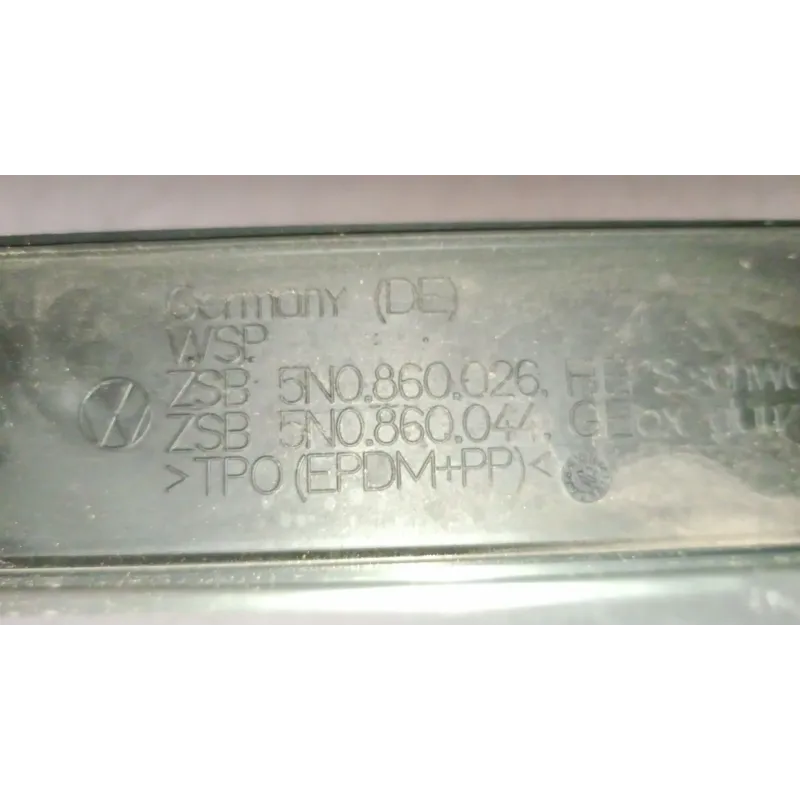 Germany (DE)
WSP
ZSB 5N0.860.026.
ZSB 5N0.860.044.
>TPO (EPDM+PP)<